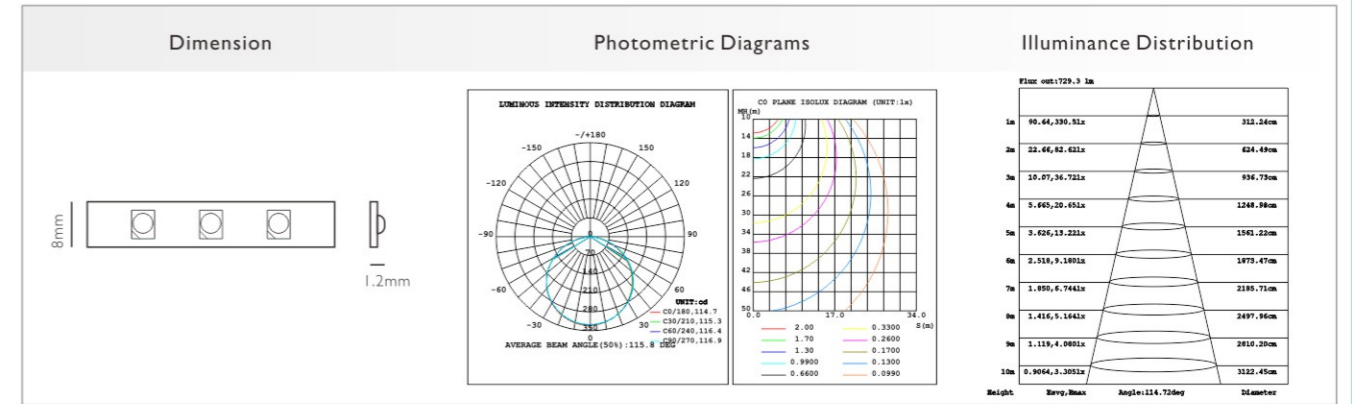 Dimension
Photometric Diagrams
Illuminance Distribution
8mm
1.2mm
LUMINOUS INTENSITY DISTRIBUTION DIAGRAM
-/+180
-150
150
-120
120
-90
0
90
70
140
-60
210
60
UNIT:cd
280
C0/180,114.7
C30/210,115.3
-30
350
30
C60/240,116.4
0
C90/270,116.9
AVERAGE BEAM ANGLE(50%):115.8 DEG
C0 PLANE ISOLUX DIAGRAM (UNIT:lx)
MH(m)
10
14
18
22
26
30
34
38
42
46
50
0.0 17.0 34.0
S(m)
2.00 0.3300
1.70 0.2600
1.30 0.1700
0.9900 0.1300
0.6600 0.0990
Flux out:729.3 lm
1m 90.64,330.5lx 312.24cm
2m 22.66,82.62lx 624.49cm
3m 10.07,36.72lx 936.73cm
4m 5.665,20.65lx 1248.98cm
5m 3.626,13.22lx 1561.22cm
6m 2.518,9.180lx 1873.47cm
7m 1.850,6.744lx 2185.71cm
8m 1.416,5.164lx 2497.96cm
9m 1.119,4.080lx 2810.20cm
10m 0.9064,3.305lx 3122.45cm
Height Eavg,Emax Angle:114.72deg Diameter